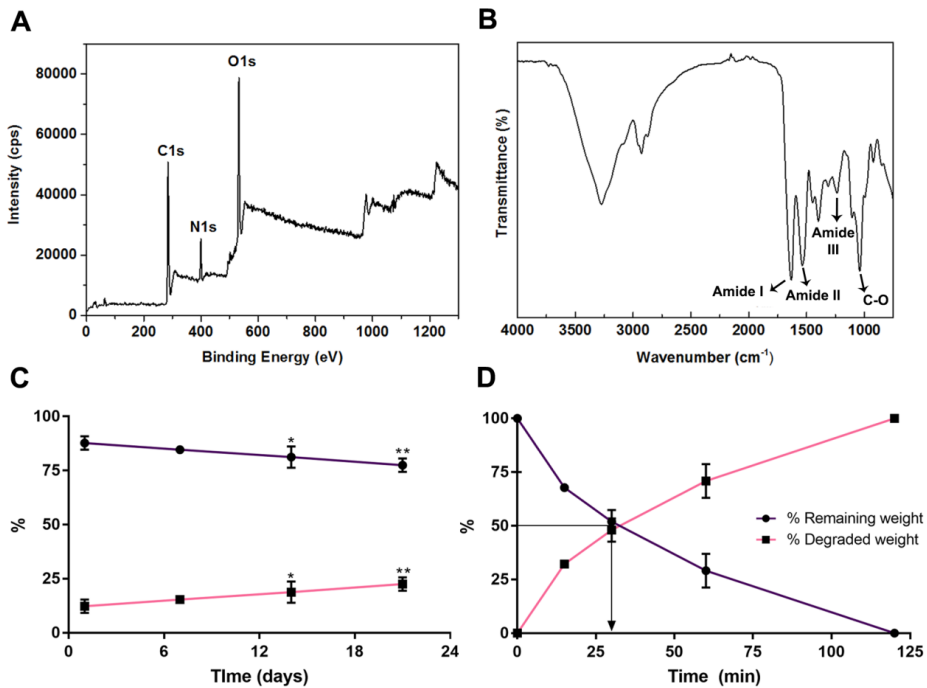 A
Intensity (cps)
80000
60000
40000
20000
0
O1s
C1s
N1s
0 200 400 600 800 1000 1200
Binding Energy (eV)
B
Transmittance (%)
Amide
III
Amide I
Amide II
C-O
4000 3500 3000 2500 2000 1500 1000
Wavenumber (cm⁻¹)
C
%
100
75
50
25
0
* **
* **
0 6 12 18 24
TIme (days)
D
%
100
75
50
25
0
% Remaining weight
% Degraded weight
0 25 50 75 100 125
Time (min)